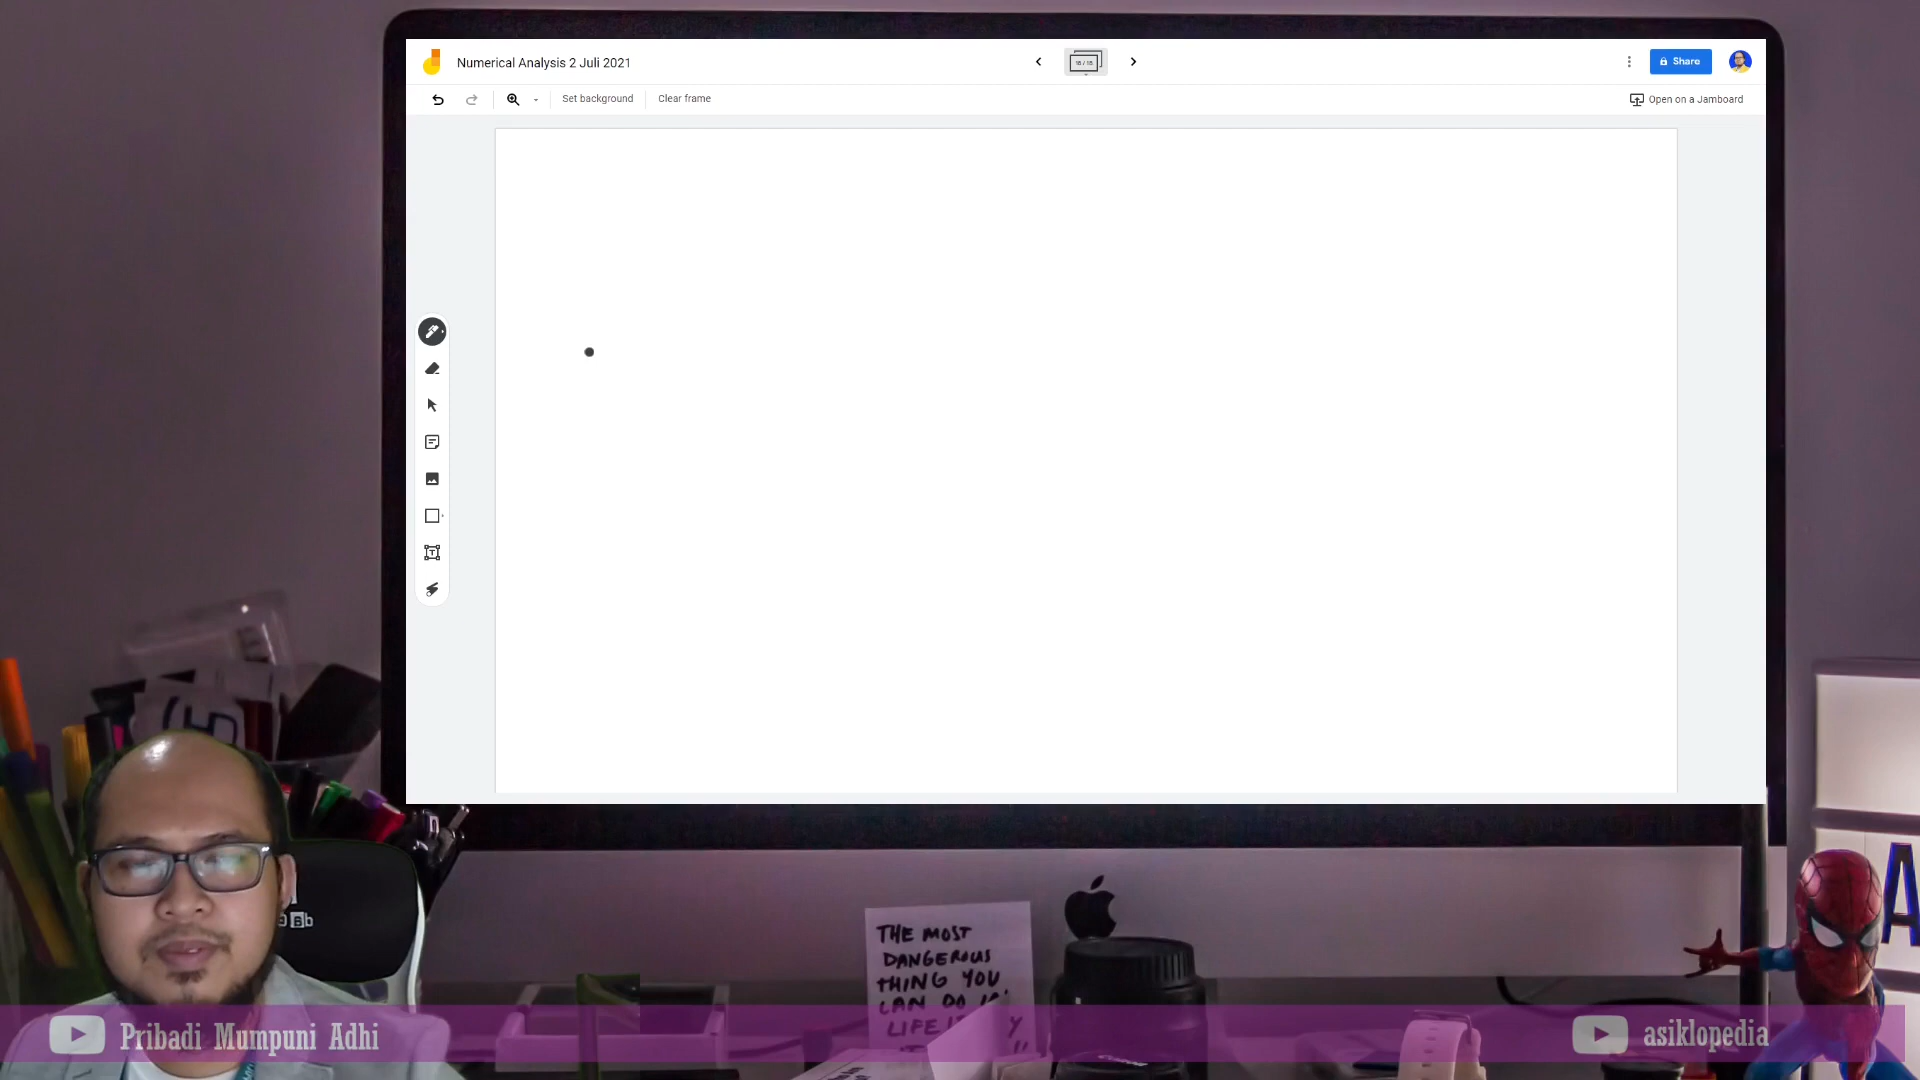 Numerical Analysis 2 Juli 2021
Share
Set background
Clear frame
Open on a Jamboard
THE MOST
DANGEROUS
THING YOU
CAN DO
LIFE
A
Pribadi Mumpuni Adhi
asiklopedia